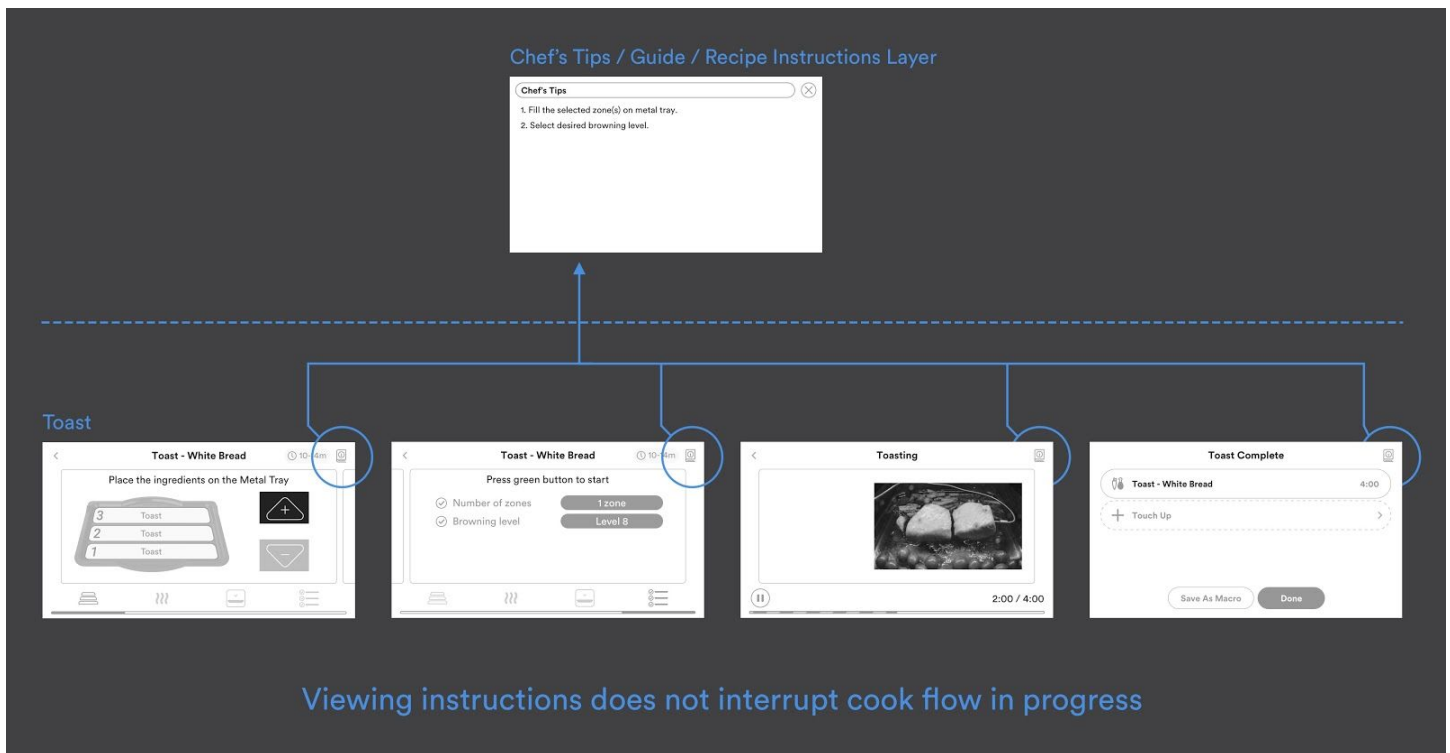 Chef's Tips / Guide / Recipe Instructions Layer
Chef's Tips
1. Fill the selected zone(s) on metal tray.
2. Select desired browning level.
Toast
Toast - White Bread
10-14m
Place the ingredients on the Metal Tray
3 Toast
2 Toast
1 Toast
Toast - White Bread
10-14m
Press green button to start
Number of zones 1 zone
Browning level Level 8
Toasting
2:00 / 4:00
Toast Complete
Toast - White Bread 4:00
Touch Up
Save As Macro Done
Viewing instructions does not interrupt cook flow in progress